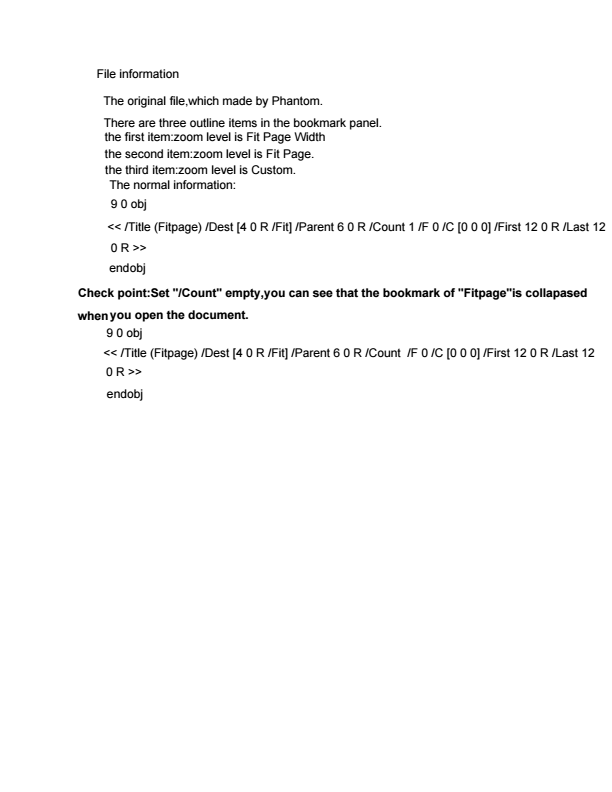 File information
The original file,which made by Phantom.
There are three outline items in the bookmark panel.
the first item:zoom level is Fit Page Width
the second item:zoom level is Fit Page.
the third item:zoom level is Custom.
The normal information:
9 0 obj
<< /Title (Fitpage) /Dest [4 0 R /Fit] /Parent 6 0 R /Count 1 /F 0 /C [0 0 0] /First 12 0 R /Last 12
0 R >>
endobj
Check point:Set "/Count" empty,you can see that the bookmark of "Fitpage"is collapased
when you open the document.
9 0 obj
<< /Title (Fitpage) /Dest [4 0 R /Fit] /Parent 6 0 R /Count  /F 0 /C [0 0 0] /First 12 0 R /Last 12
0 R >>
endobj